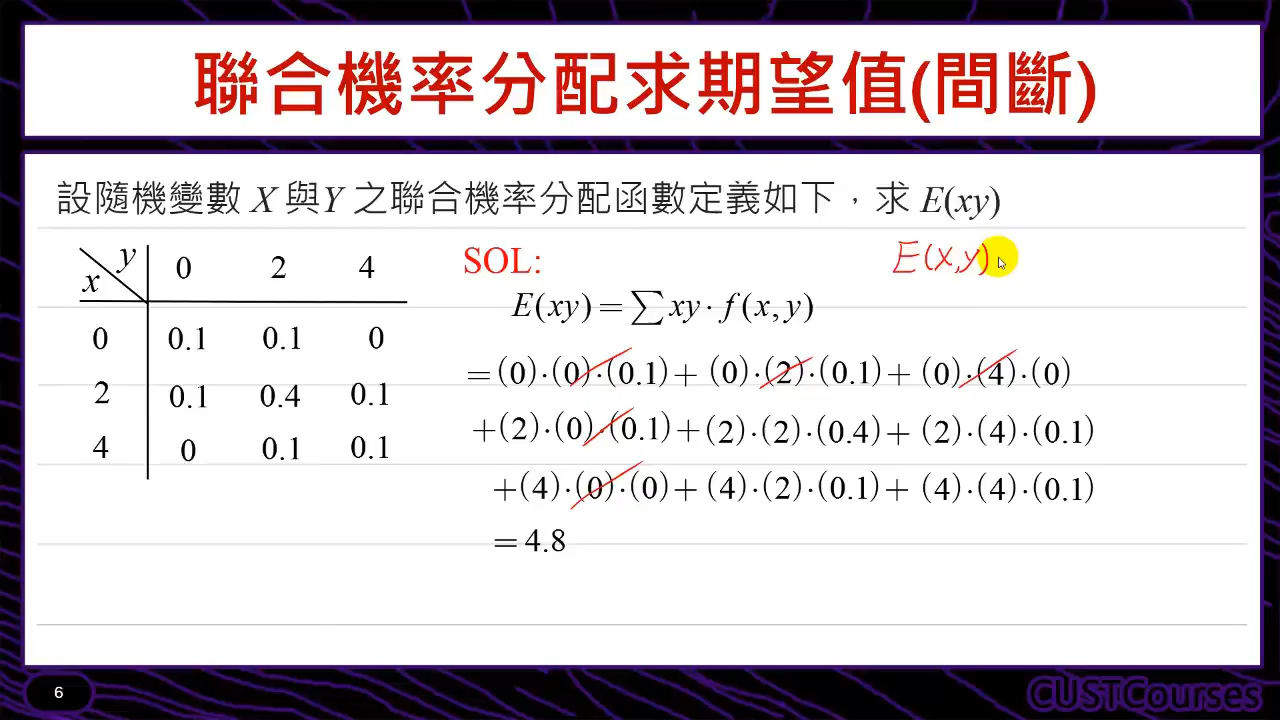 聯合機率分配求期望值(間斷)
設隨機變數 X 與Y 之聯合機率分配函數定義如下，求 E(xy)
SOL: E(x,y)
y 0 2 4
x
E(xy) = ∑ xy · f(x, y)
0 0.1 0.1 0
= (0)·(0)·(0.1) + (0)·(2)·(0.1) + (0)·(4)·(0)
2 0.1 0.4 0.1
+(2)·(0)·(0.1) + (2)·(2)·(0.4) + (2)·(4)·(0.1)
4 0 0.1 0.1
+(4)·(0)·(0) + (4)·(2)·(0.1) + (4)·(4)·(0.1)
= 4.8
6
CUSTCourses